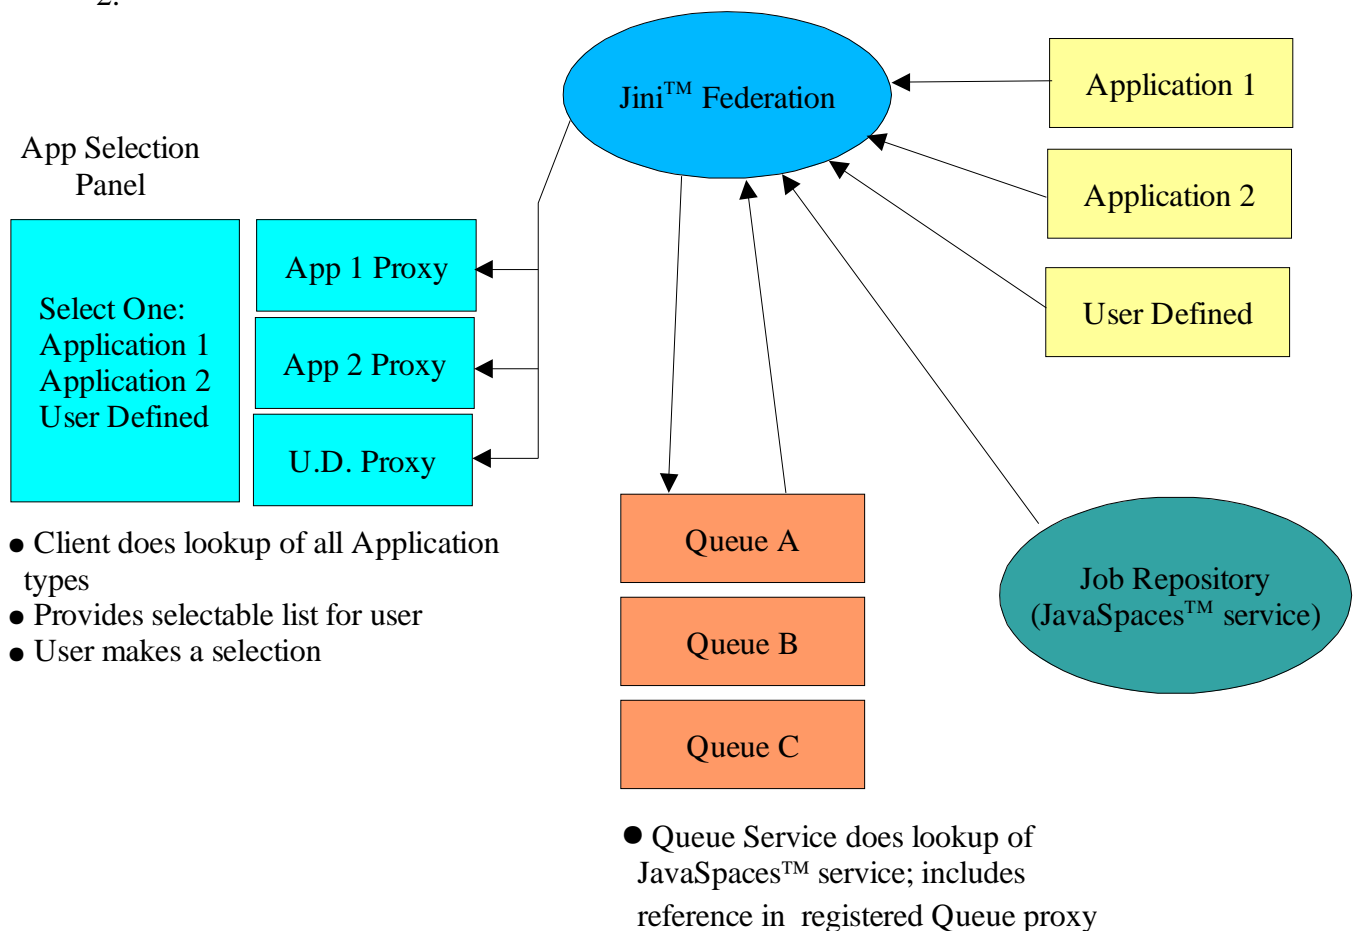 2.
Jini™ Federation
Application 1
Application 2
User Defined
App Selection
Panel
Select One:
Application 1
Application 2
User Defined
App 1 Proxy
App 2 Proxy
U.D. Proxy
● Client does lookup of all Application
types
● Provides selectable list for user
● User makes a selection
Queue A
Queue B
Queue C
Job Repository
(JavaSpaces™ service)
● Queue Service does lookup of
JavaSpaces™ service; includes
reference in registered Queue proxy